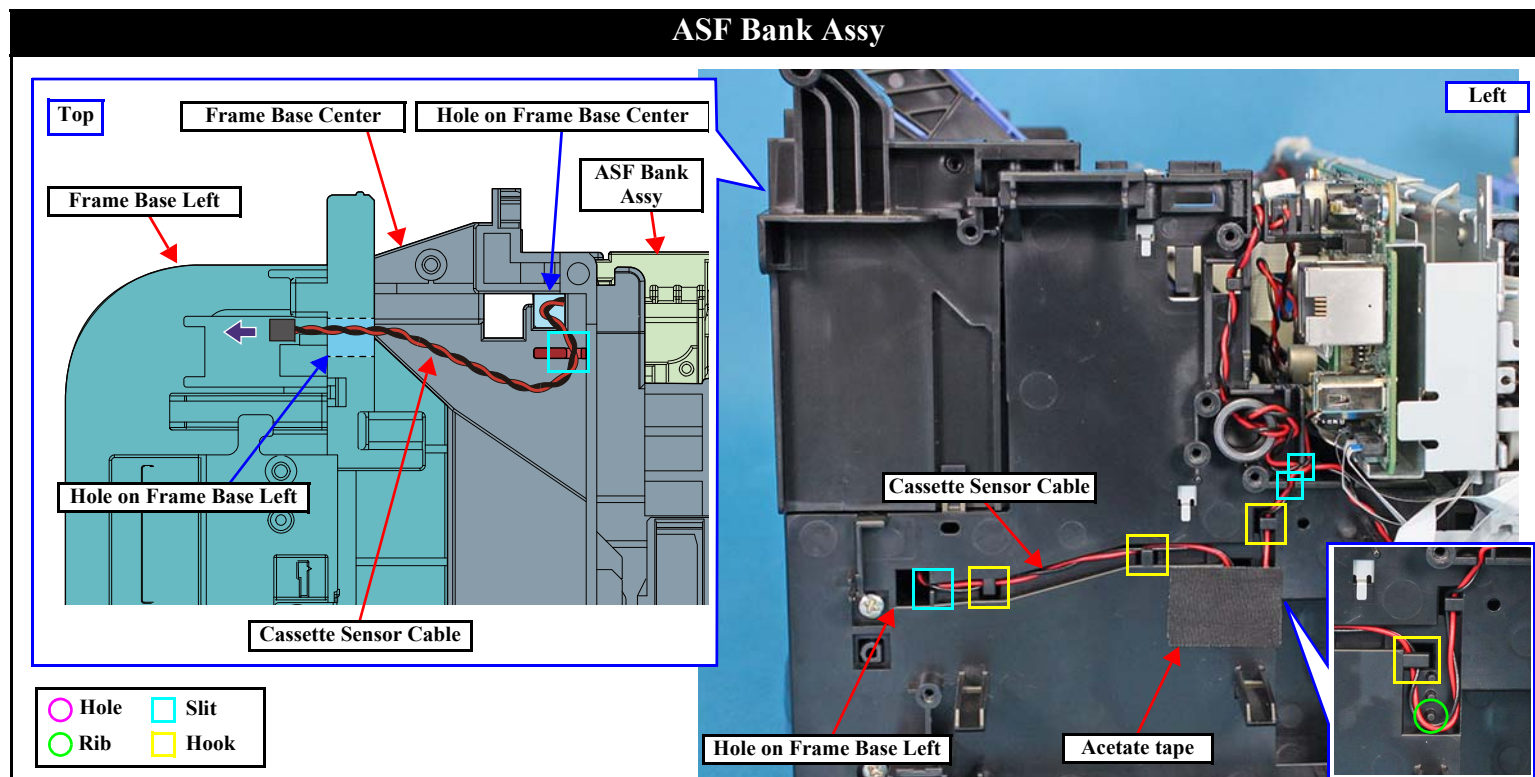 ASF Bank Assy
Top
Frame Base Center
Hole on Frame Base Center
ASF Bank
Assy
Frame Base Left
Hole on Frame Base Left
Cassette Sensor Cable
Left
Cassette Sensor Cable
Hole on Frame Base Left
Acetate tape
Hole
Slit
Rib
Hook